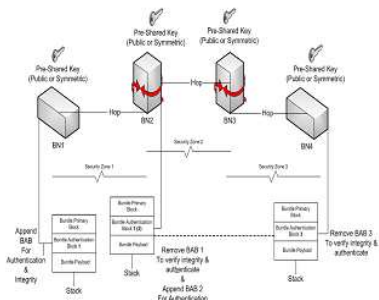 Pre-Shared Key
(Public or Symmetric)
Pre-Shared Key
(Public or Symmetric)
Pre-Shared Key
(Public or Symmetric)
Pre-Shared Key
(Public or Symmetric)
Hop
Hop
Hop
BN1
BN2
BN3
BN4
Security Zone 1
Security Zone2
Security Zone 3
Append
BAB
For
Authentication
&
Integrity
Bundle Primary
Block
Bundle Authentication
Block 1
Bundle Payload
Stack
Bundle Primary
Block
Bundle Authentication
Block
Bundle Payload
Stack
Remove BAB 1
To verify integrity &
authenticate
&
Append BAB 2
For Authentication
Bundle Primary
Block
Bundle Authentication
Block 3
Bundle Payload
Stack
Remove BAB 3
To verify integrity &
authenticate